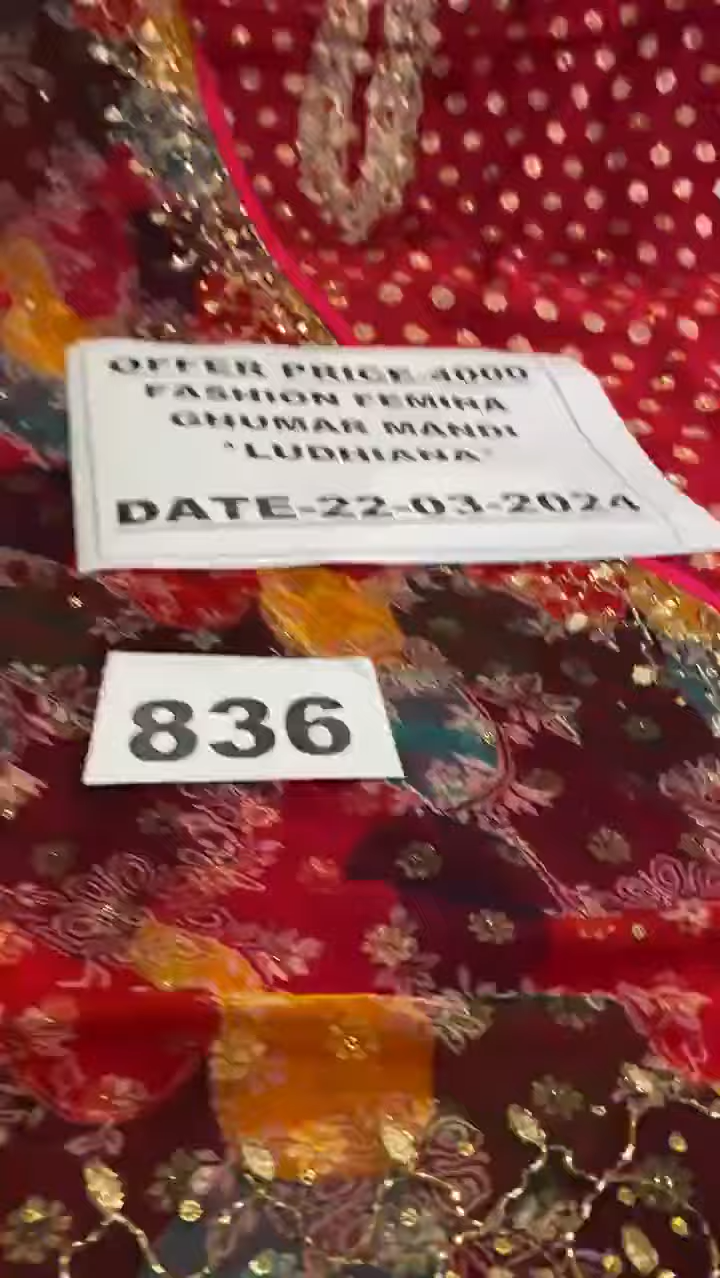 OFFER PRICE-4000
FASHION FEMINA
GHUMAR MANDI
'LUDHIANA'
DATE-22-03-2024
836